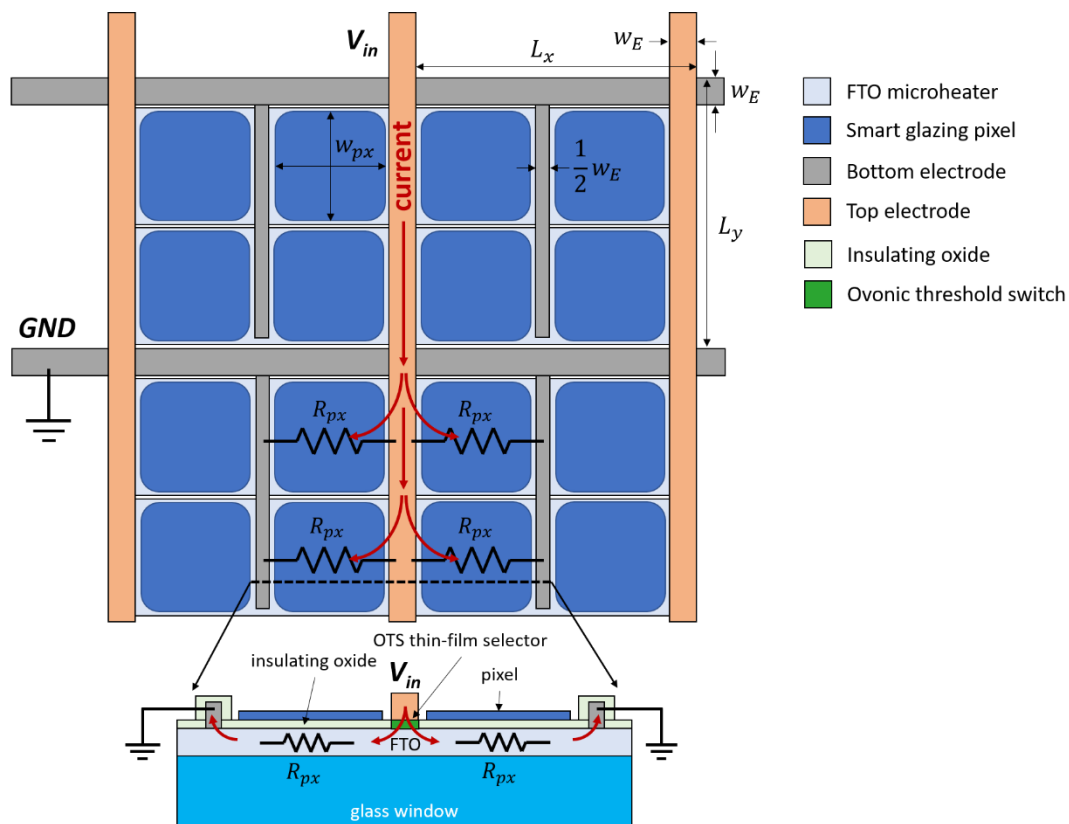 V_in
L_x
w_E
w_E
FTO microheater
Smart glazing pixel
Bottom electrode
Top electrode
Insulating oxide
Ovonic threshold switch
w_px
current
1/2 w_E
L_y
GND
R_px
R_px
R_px
R_px
OTS thin-film selector
insulating oxide
V_in
pixel
FTO
R_px
R_px
glass window